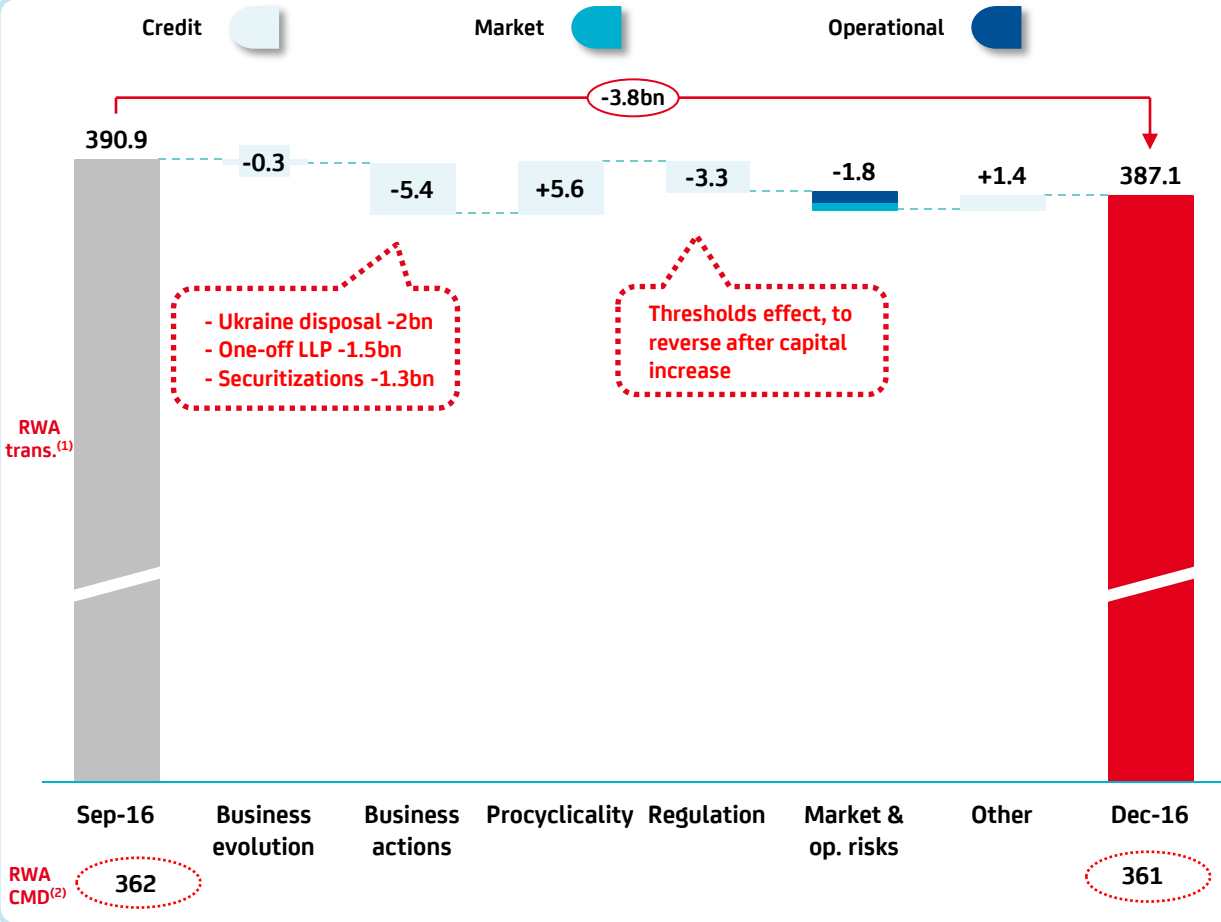 Credit
Market
Operational
-3.8bn
390.9
-0.3
-5.4
+5.6
-3.3
-1.8
+1.4
387.1
- Ukraine disposal -2bn
- One-off LLP -1.5bn
- Securitizations -1.3bn
Thresholds effect, to
reverse after capital
increase
RWA
trans.(1)
Sep-16
Business
evolution
Business
actions
Procyclicality
Regulation
Market &
op. risks
Other
Dec-16
RWA
CMD(2)
362
361